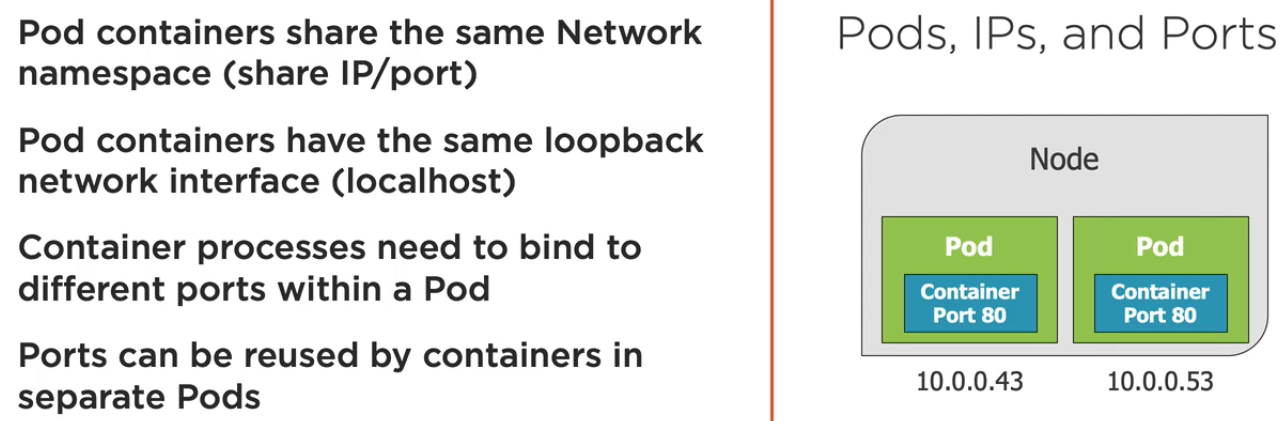 Pod containers share the same Network
namespace (share IP/port)
Pod containers have the same loopback
network interface (localhost)
Container processes need to bind to
different ports within a Pod
Ports can be reused by containers in
separate Pods
Pods, IPs, and Ports
Node
Pod
Container
Port 80
Pod
Container
Port 80
10.0.0.43
10.0.0.53